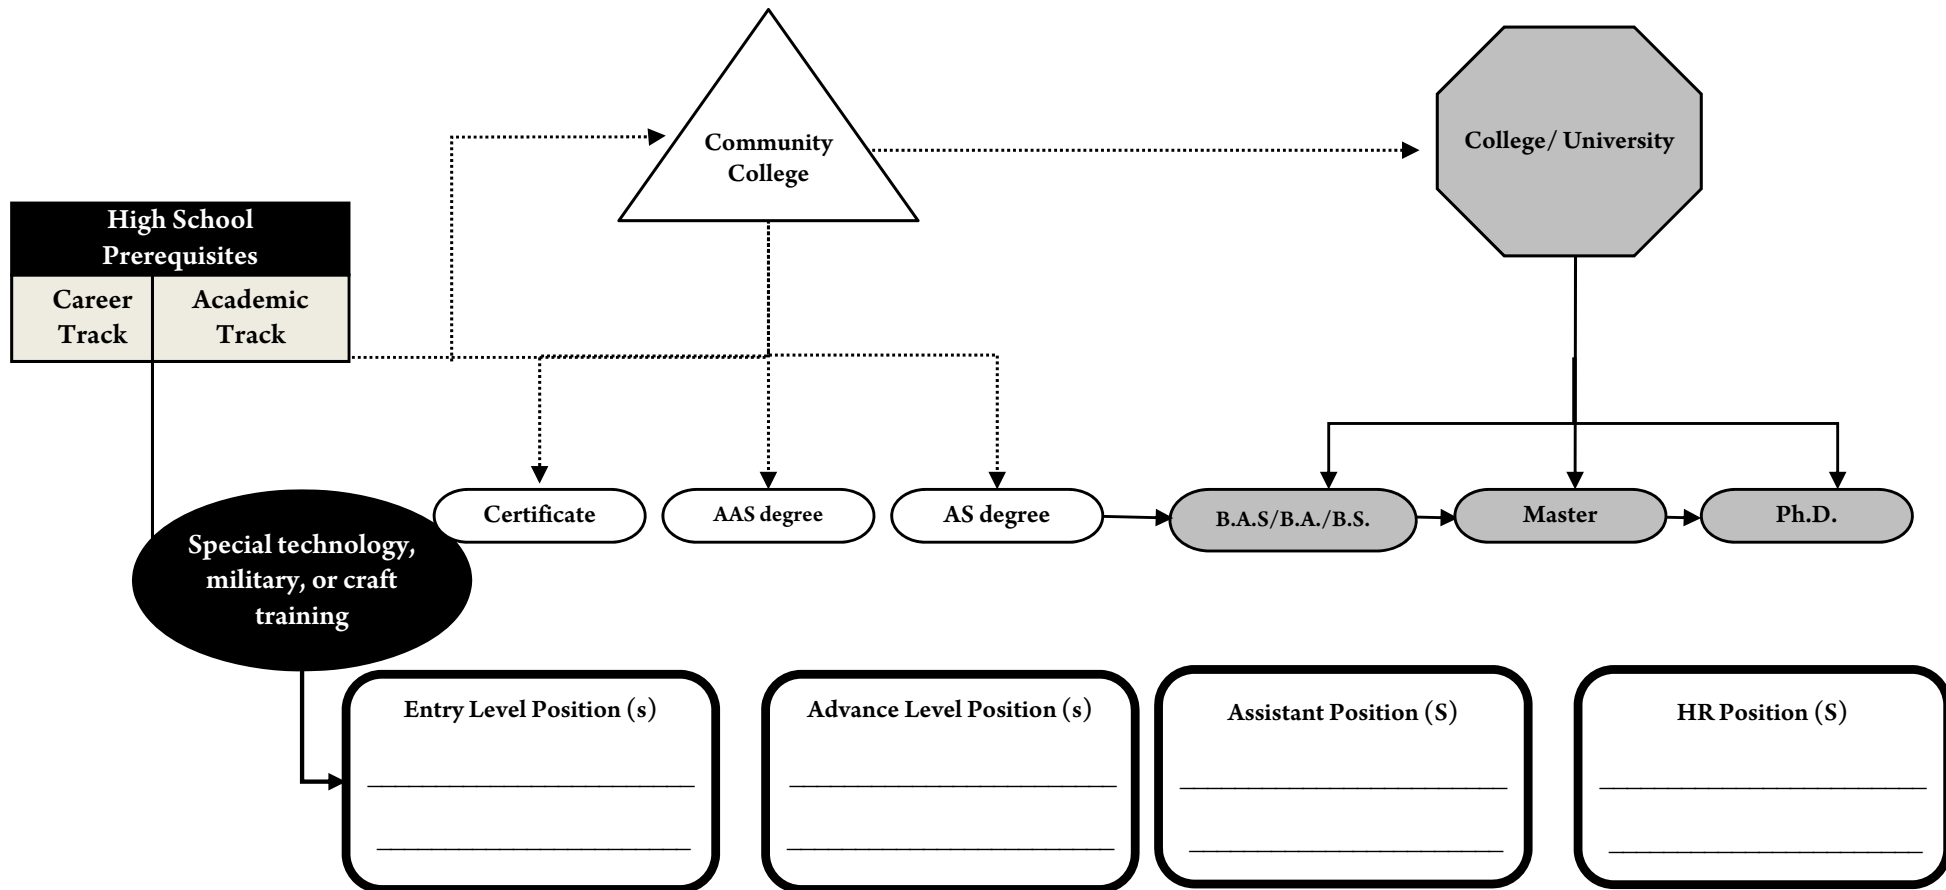 Community
College
College/ University
High School
Prerequisites
Career
Track
Academic
Track
Certificate
AAS degree
AS degree
B.A.S/B.A./B.S.
Master
Ph.D.
Special technology,
military, or craft
training
Entry Level Position (s)
Advance Level Position (s)
Assistant Position (S)
HR Position (S)